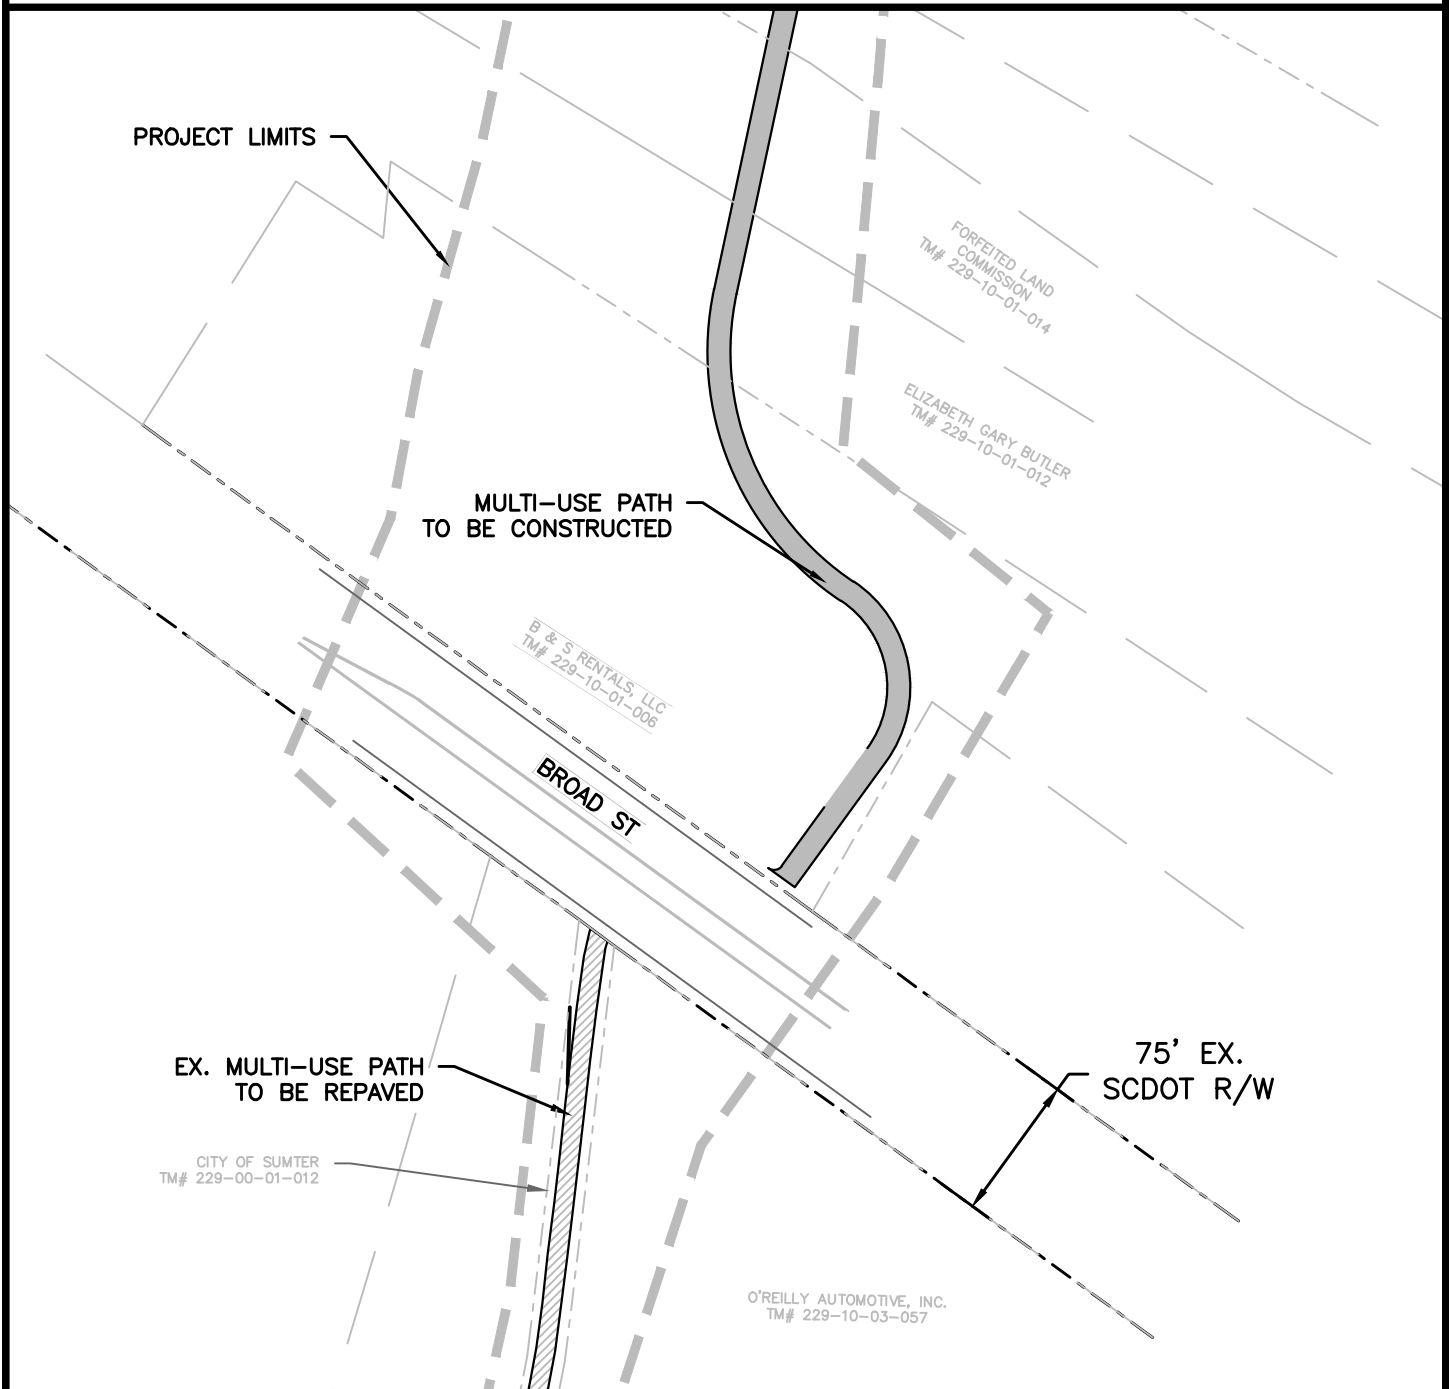 PROJECT LIMITS
FORFEITED LAND
COMMISSION
TM# 229-10-01-014
ELIZABETH GARY BUTLER
TM# 229-10-01-012
MULTI-USE PATH
TO BE CONSTRUCTED
B & S RENTALS, LLC
TM# 229-10-01-006
BROAD ST
75' EX.
SCDOT R/W
EX. MULTI-USE PATH
TO BE REPAVED
CITY OF SUMTER
TM# 229-00-01-012
O'REILLY AUTOMOTIVE, INC.
TM# 229-10-03-057